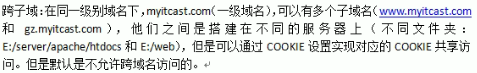 跨子域：在同一级别域名下，myitcast.com(一级域名)，可以有多个子域名(www.myitcast.com
和 gz.myitcast.com)，他们之间是搭建在不同的服务器上(不同文件夹：
E:/server/apache/htdocs 和 E:/web)，但是可以通过 COOKIE 设置实现对应的 COOKIE 共享访
问。但是默认是不允许跨域名访问的。